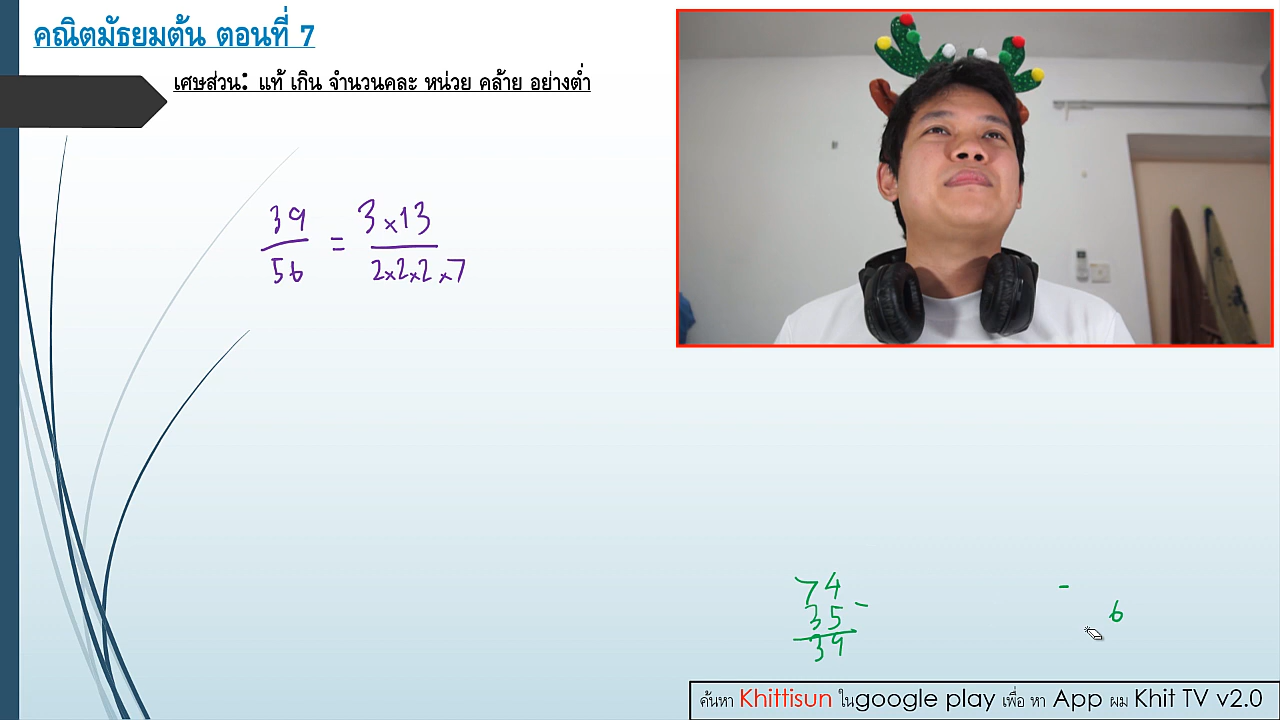 คณิตมัธยมต้น ตอนที่ 7
เศษส่วน: แท้ เกิน จำนวนคละ หน่วย คล้าย อย่างต่ำ
39/56 = 3×13/2×2×2×7
74
35 -
39
-
6
ค้นหา Khittisun ในgoogle play เพื่อ หา App ผม Khit TV v2.0